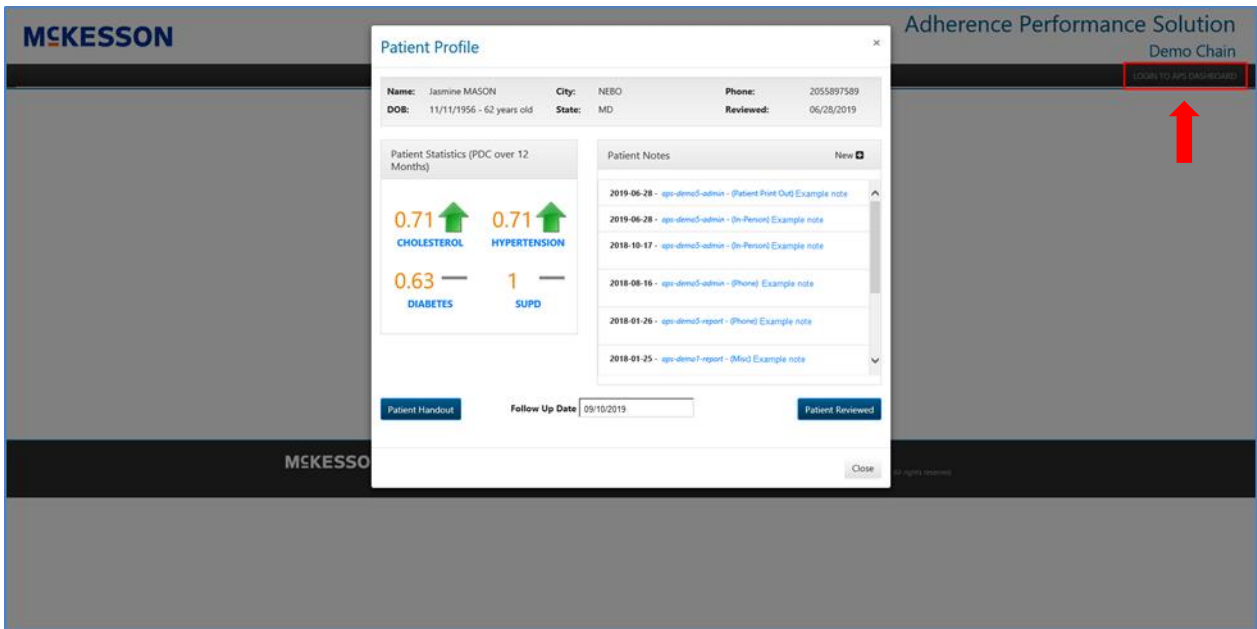 MCKESSON
Adherence Performance Solution
Demo Chain
LOGIN TO APS DASHBOARD
Patient Profile
×
Name: Jasmine MASON City: NEBO Phone: 2055897589
DOB: 11/11/1956 - 62 years old State: MD Reviewed: 06/28/2019
Patient Statistics (PDC over 12
Months)
0.71 0.71
CHOLESTEROL HYPERTENSION
0.63 1
DIABETES SUPD
Patient Notes New
2019-06-28 - aps-demo5-admin - (Patient Print Out) Example note
2019-06-28 - aps-demo5-admin - (In-Person) Example note
2018-10-17 - aps-demo5-admin - (In-Person) Example note
2018-08-16 - aps-demo5-admin - (Phone) Example note
2018-01-26 - aps-demo5-report - (Phone) Example note
2018-01-25 - aps-demo1-report - (Misc) Example note
Patient Handout Follow Up Date 09/10/2019 Patient Reviewed
Close
MCKESSO
All rights reserved.